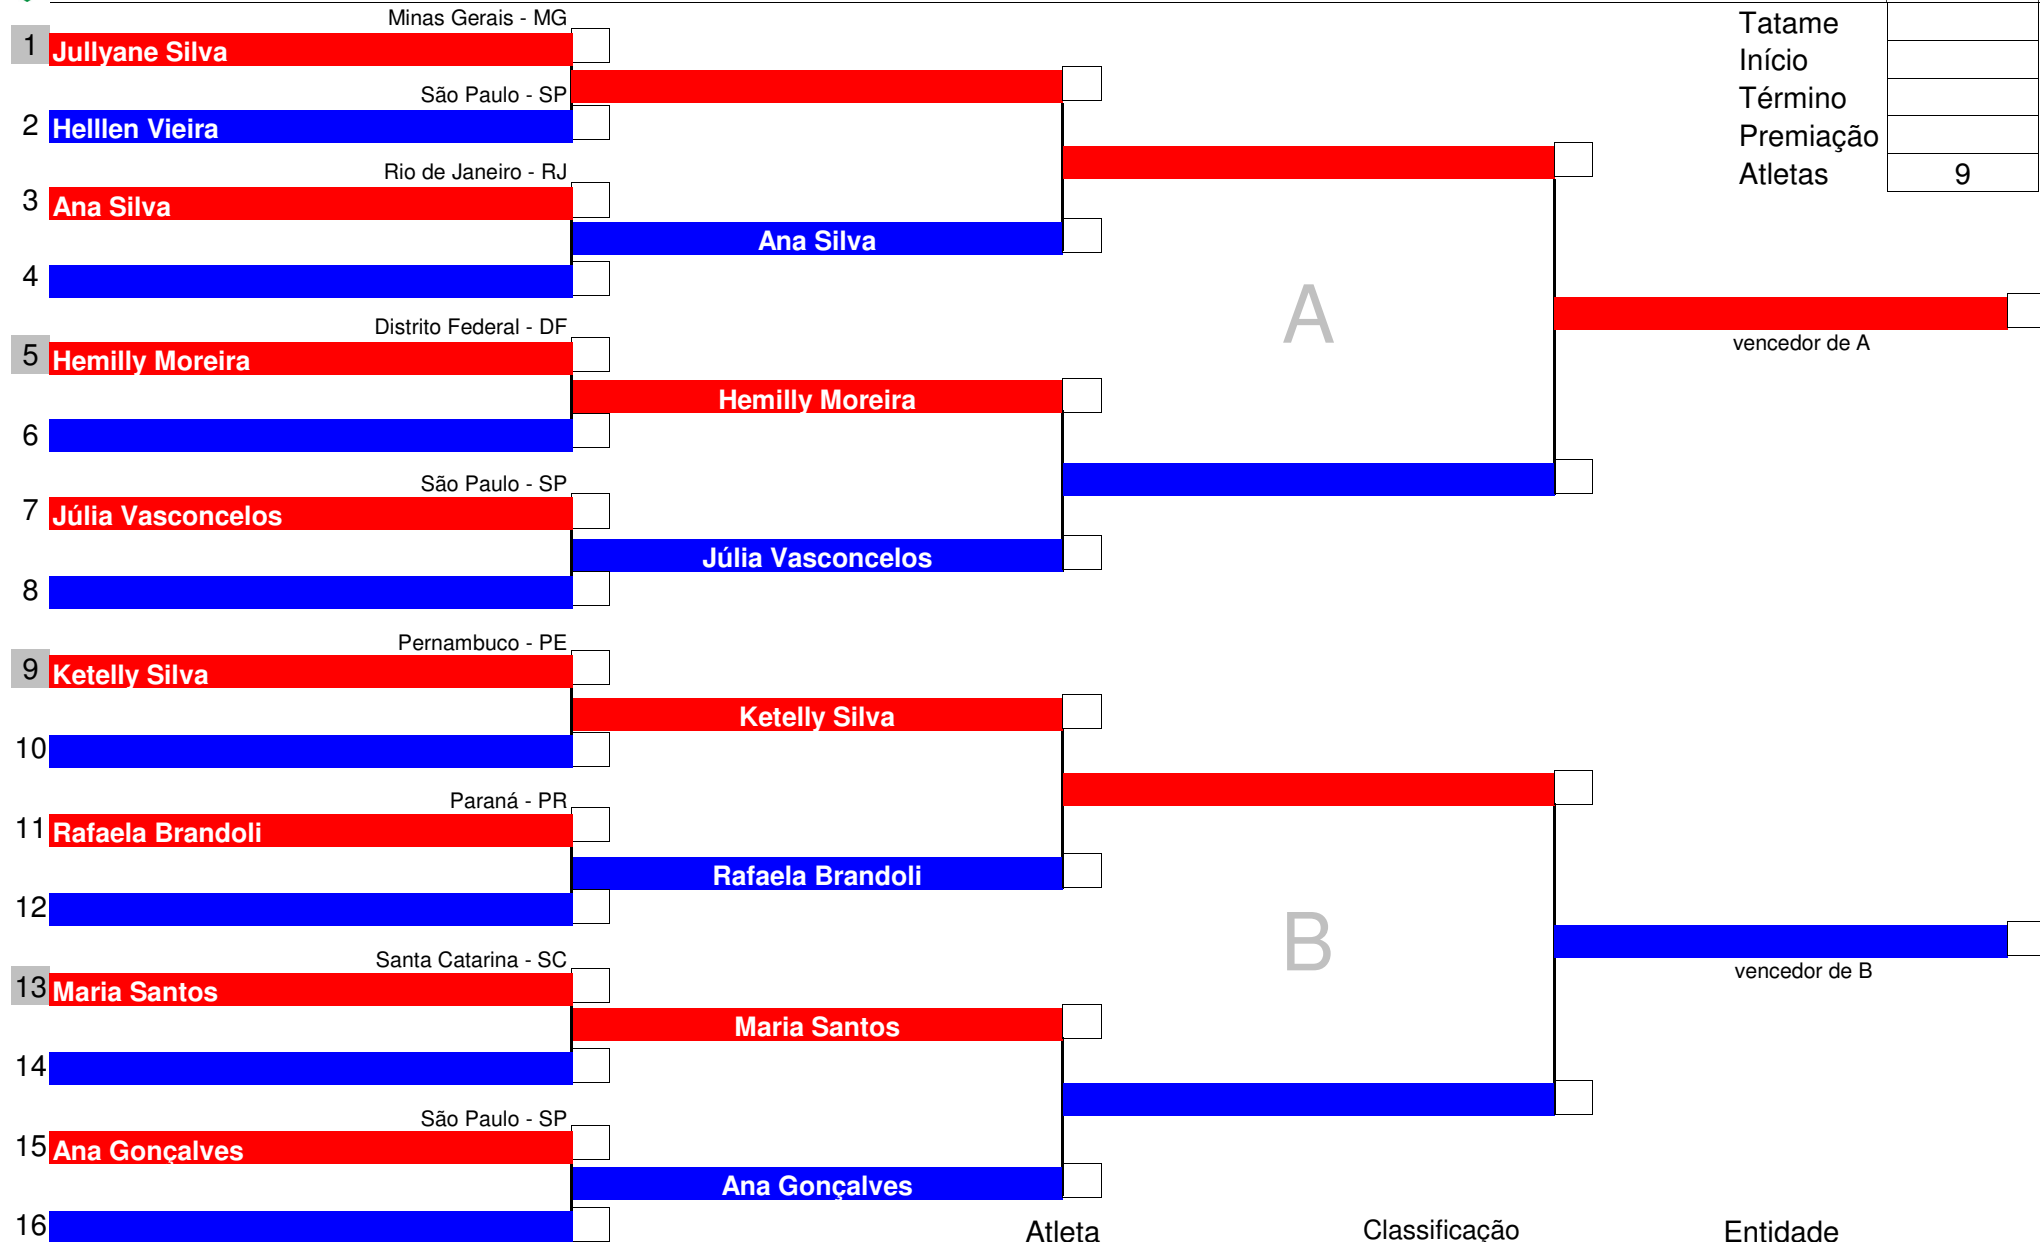 Minas Gerais - MG
1 Jullyane Silva
São Paulo - SP
2 Helllen Vieira
Rio de Janeiro - RJ
3 Ana Silva
Ana Silva
4
Distrito Federal - DF
5 Hemilly Moreira
Hemilly Moreira
6
São Paulo - SP
7 Júlia Vasconcelos
Júlia Vasconcelos
8
Pernambuco - PE
9 Ketelly Silva
Ketelly Silva
10
Paraná - PR
11 Rafaela Brandoli
Rafaela Brandoli
12
Santa Catarina - SC
13 Maria Santos
Maria Santos
14
São Paulo - SP
15 Ana Gonçalves
Ana Gonçalves
16
A
B
Tatame
Início
Término
Premiação
Atletas 9
vencedor de A
vencedor de B
Atleta Classificação Entidade